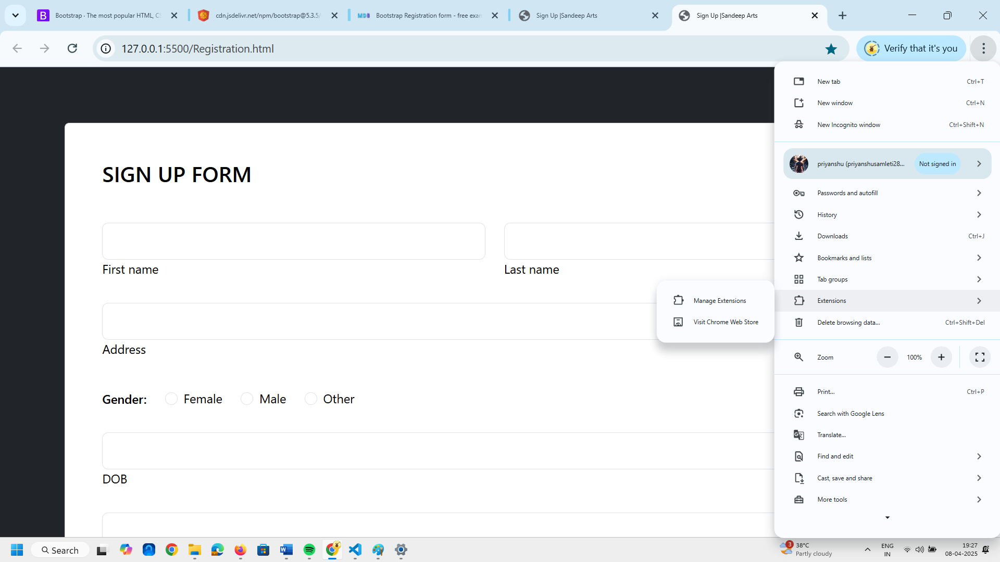 Bootstrap · The most popular HTML, CS
cdn.jsdelivr.net/npm/bootstrap@5.3.5/
Bootstrap Registration form - free exam
Sign Up |Sandeep Arts
Sign Up |Sandeep Arts
127.0.0.1:5500/Registration.html
Verify that it's you
New tab Ctrl+T
New window Ctrl+N
New Incognito window Ctrl+Shift+N
priyanshu (priyanshusamleti28... Not signed in
Passwords and autofill
History
Downloads Ctrl+J
Bookmarks and lists
Tab groups
Extensions
Delete browsing data... Ctrl+Shift+Del
Zoom 100%
Print... Ctrl+P
Search with Google Lens
Translate...
Find and edit
Cast, save and share
More tools
Manage Extensions
Visit Chrome Web Store
SIGN UP FORM
First name Last name
Address
Gender: Female Male Other
DOB
Search
3
38°C
Partly cloudy
ENG
IN
19:27
08-04-2025